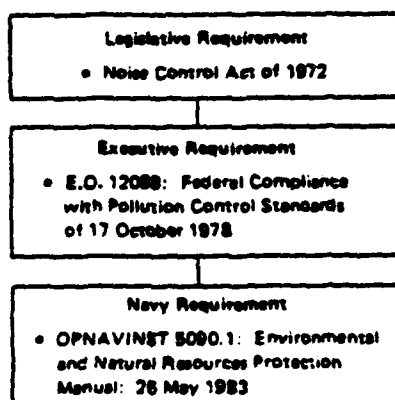 Legislative Requirement
• Noise Control Act of 1972
Executive Requirement
• E.O. 12088: Federal Compliance
with Pollution Control Standards
of 17 October 1978
Navy Requirement
• OPNAVINST 5090.1: Environmental
and Natural Resources Protection
Manual: 26 May 1983